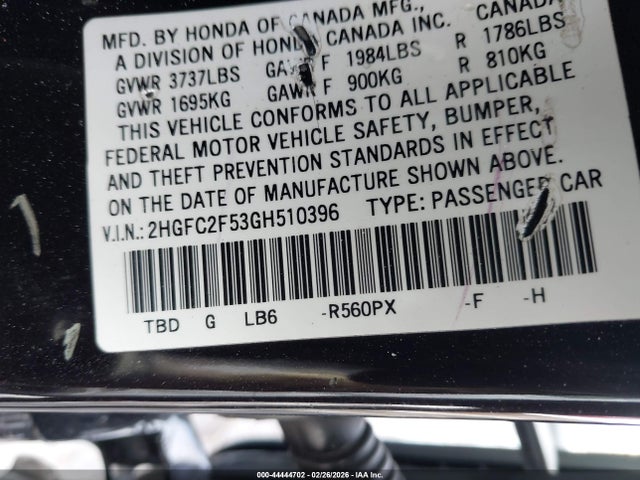 MFD. BY HONDA OF CANADA MFG., CANADA
A DIVISION OF HONDA CANADA INC.
GVWR 3737LBS GAWR F 1984LBS R 1786LBS
GVWR 1695KG GAWR F 900KG R 810KG
THIS VEHICLE CONFORMS TO ALL APPLICABLE
FEDERAL MOTOR VEHICLE SAFETY, BUMPER,
AND THEFT PREVENTION STANDARDS IN EFFECT
ON THE DATE OF MANUFACTURE SHOWN ABOVE.
V.I.N.: 2HGFC2F53GH510396 TYPE: PASSENGER CAR
TBD G LB6 -R560PX -F -H
000-44444702 - 02/26/2026 - IAA Inc.